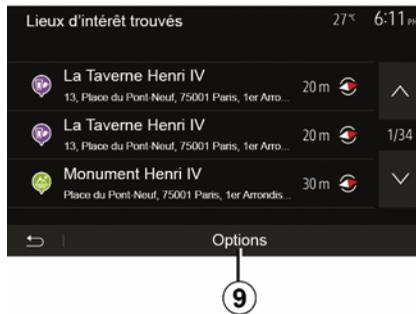 Lieux d'intérêt trouvés 27°C 6:11 PM
La Taverne Henri IV
13, Place du Pont-Neuf, 75001 Paris, 1er Arro... 20 m
La Taverne Henri IV
13, Place du Pont-Neuf, 75001 Paris, 1er Arro... 20 m 1/34
Monument Henri IV
Place du Pont-Neuf, 75001 Paris, 1er Arrondis... 30 m
Options
9